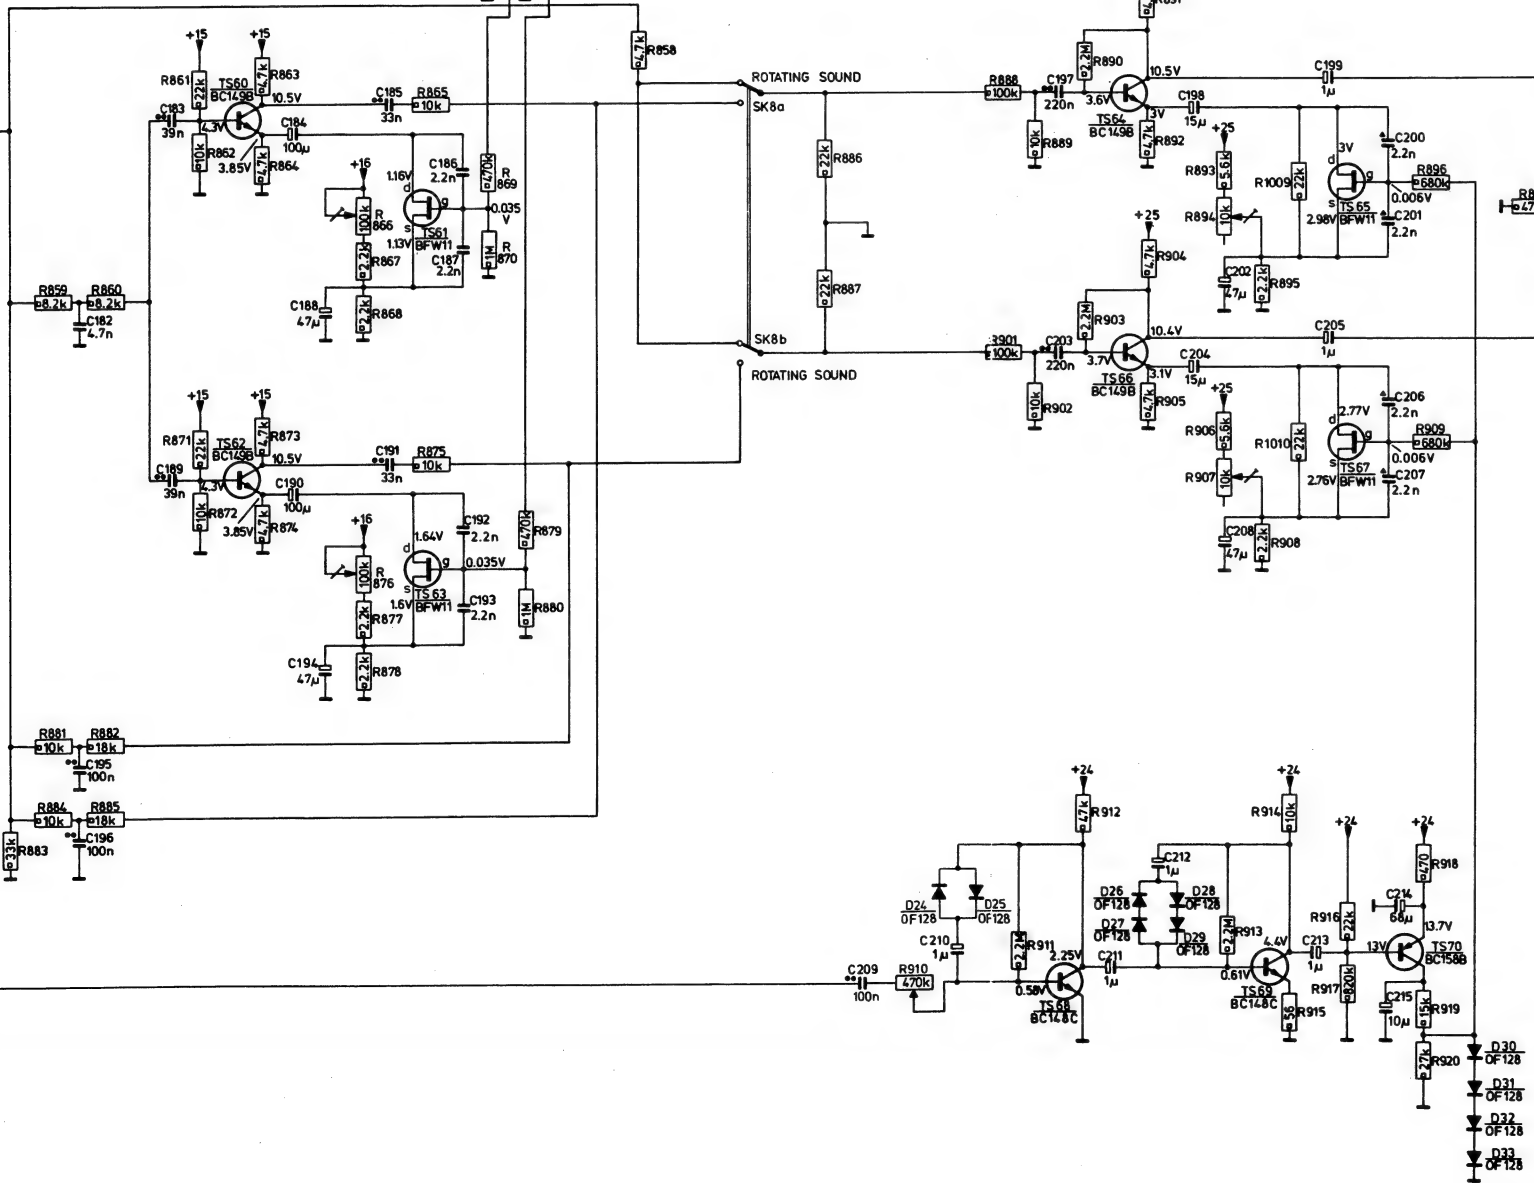 +15
+15
R861
22k
4.7k
R863
TS60
BC149B
10.5V
C183
39n
4.3V
R862
10k
3.85V
4.7k
R864
C184
100µ
C185
33n
R865
10k
+16
R
866
100k
R867
2.2k
C188
47µ
2.2k
R868
1.16V
d
g
s
1.13V
TS61
BFW11
C186
2.2n
C187
2.2n
470k
R
869
0.035
V
1M
R
870
4.7k
R858
R859
8.2k
R860
8.2k
C182
4.7n
+15
+15
R871
22k
4.7k
R873
TS62
BC149B
10.5V
C189
39n
4.3V
R872
10k
3.85V
4.7k
R874
C190
100µ
C191
33n
R875
10k
+16
R
876
100k
R877
2.2k
C194
47µ
2.2k
R878
1.64V
d
g
s
1.6V
TS63
BFW11
C192
2.2n
C193
2.2n
0.035V
470k
R879
1M
R880
R881
10k
R882
18k
C195
100n
R884
10k
R885
18k
C196
100n
33k
R883
ROTATING SOUND
SK8a
SK8b
ROTATING SOUND
22k
R886
22k
R887
R888
100k
C197
220n
10k
R889
2.2M
R890
10.5V
3.6V
3V
TS64
BC149B
4.7k
R892
C198
15µ
C199
1µ
+25
R893
5.6k
R894
10k
C202
47µ
2.2k
R895
R1009
22k
3V
d
g
s
2.98V
TS65
BFW11
C200
2.2n
C201
2.2n
R896
680k
0.006V
+25
4.7k
R904
R901
100k
C203
220n
10k
R902
2.2M
R903
10.4V
3.7V
3.1V
TS66
BC149B
4.7k
R905
C204
15µ
C205
1µ
+25
R906
5.6k
R907
10k
C208
47µ
2.2k
R908
R1010
22k
2.77V
d
g
s
2.76V
TS67
BFW11
C206
2.2n
C207
2.2n
R909
680k
0.006V
+24
47k
R912
D24
OF128
D25
OF128
C210
1µ
2.2M
R911
2.25V
0.58V
TS68
BC148C
C209
100n
R910
470k
C211
1µ
C212
1µ
D26
OF128
D27
OF128
D28
OF128
D29
OF128
2.2M
R913
+24
R914
10k
4.4V
0.61V
TS69
BC148C
56
R915
C213
1µ
+24
R916
22k
R917
820k
+24
470
R918
C214
68µ
13.7V
13V
TS70
BC158B
C215
10µ
15k
R919
27k
R920
D30
OF128
D31
OF128
D32
OF128
D33
OF128